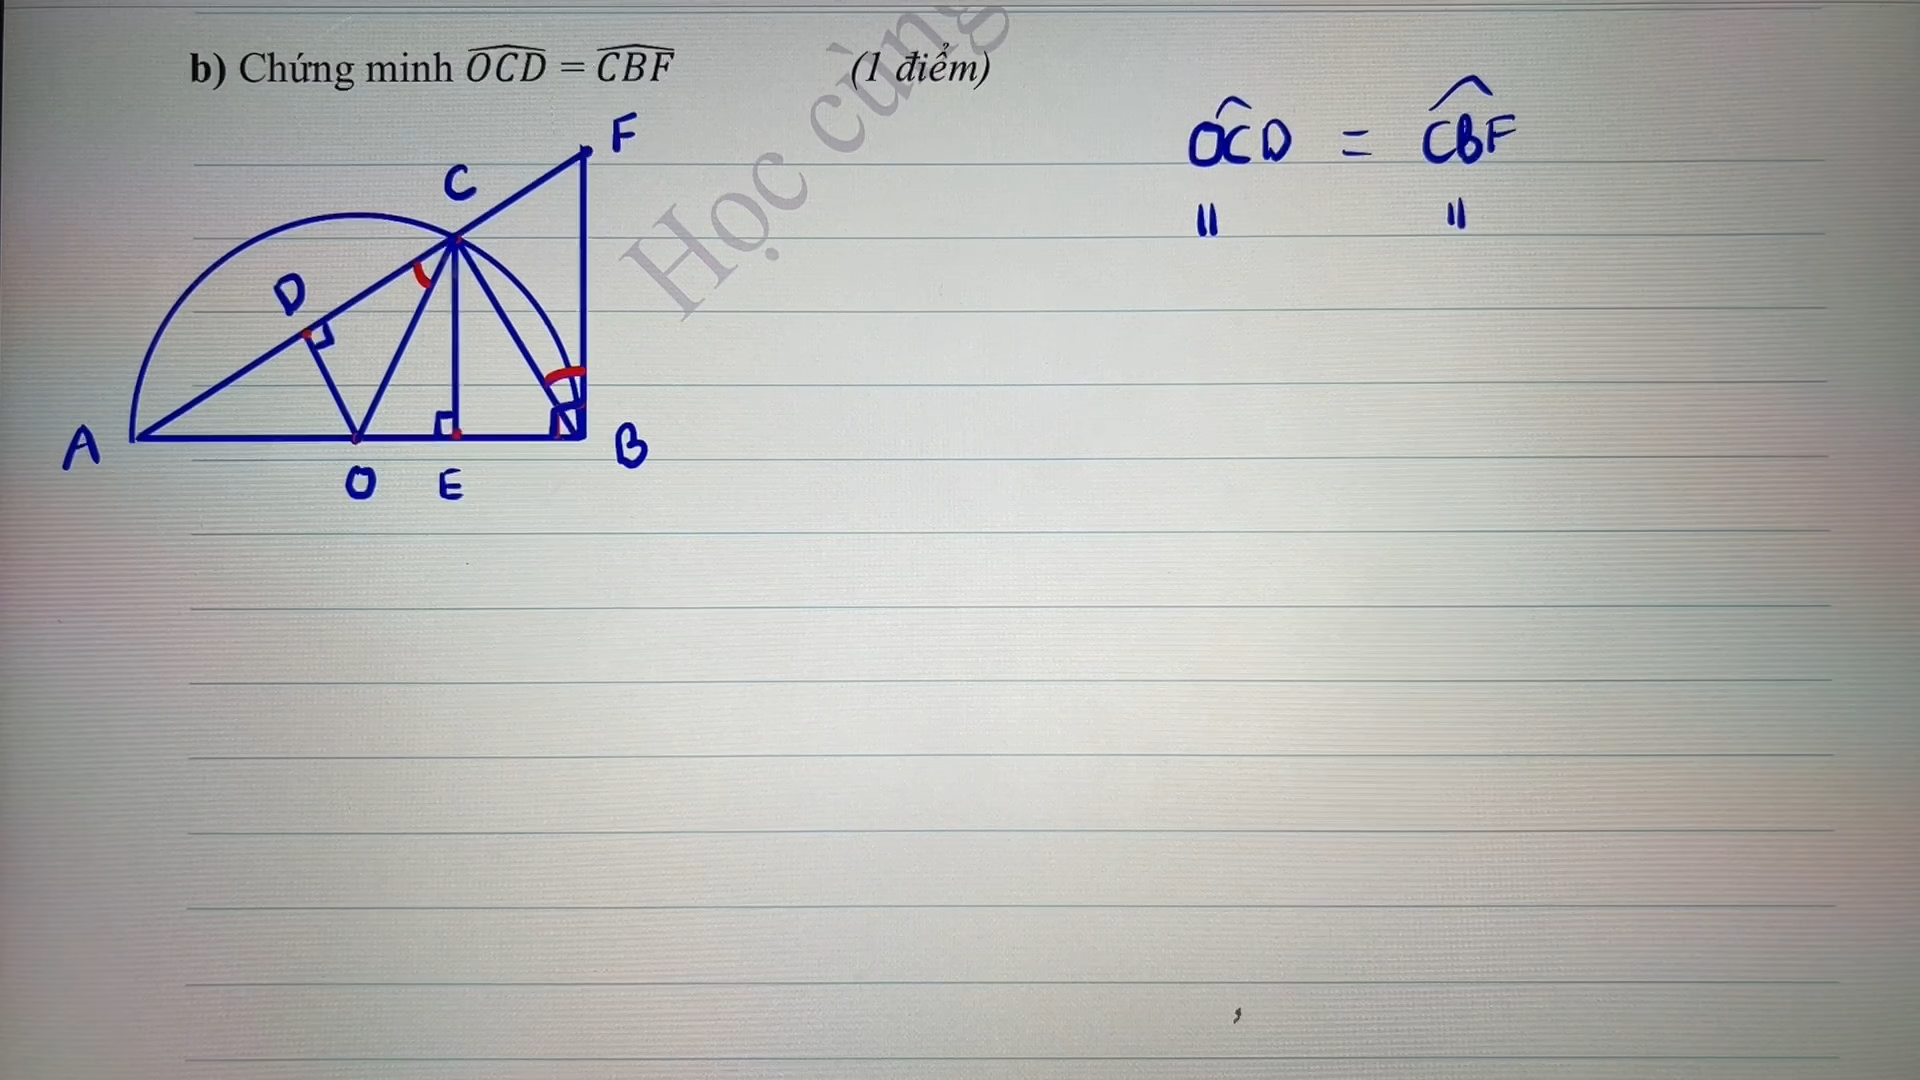 b) Chứng minh OCD = CBF (1 điểm)
Học cùng
OCD = CBF
"
"
F
C
D
A
B
O
E